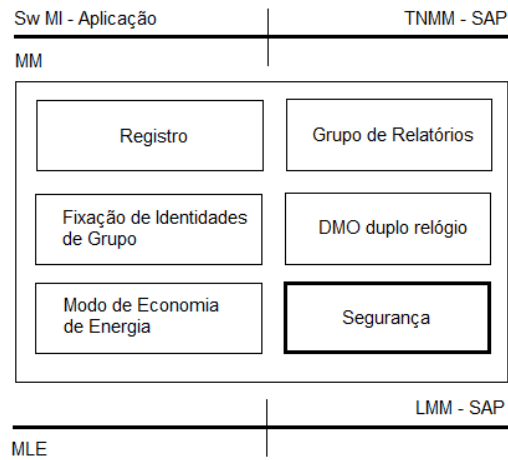 Sw MI - Aplicação TNMM - SAP
MM
Registro
Grupo de Relatórios
Fixação de Identidades
de Grupo
DMO duplo relógio
Modo de Economia
de Energia
Segurança
LMM - SAP
MLE